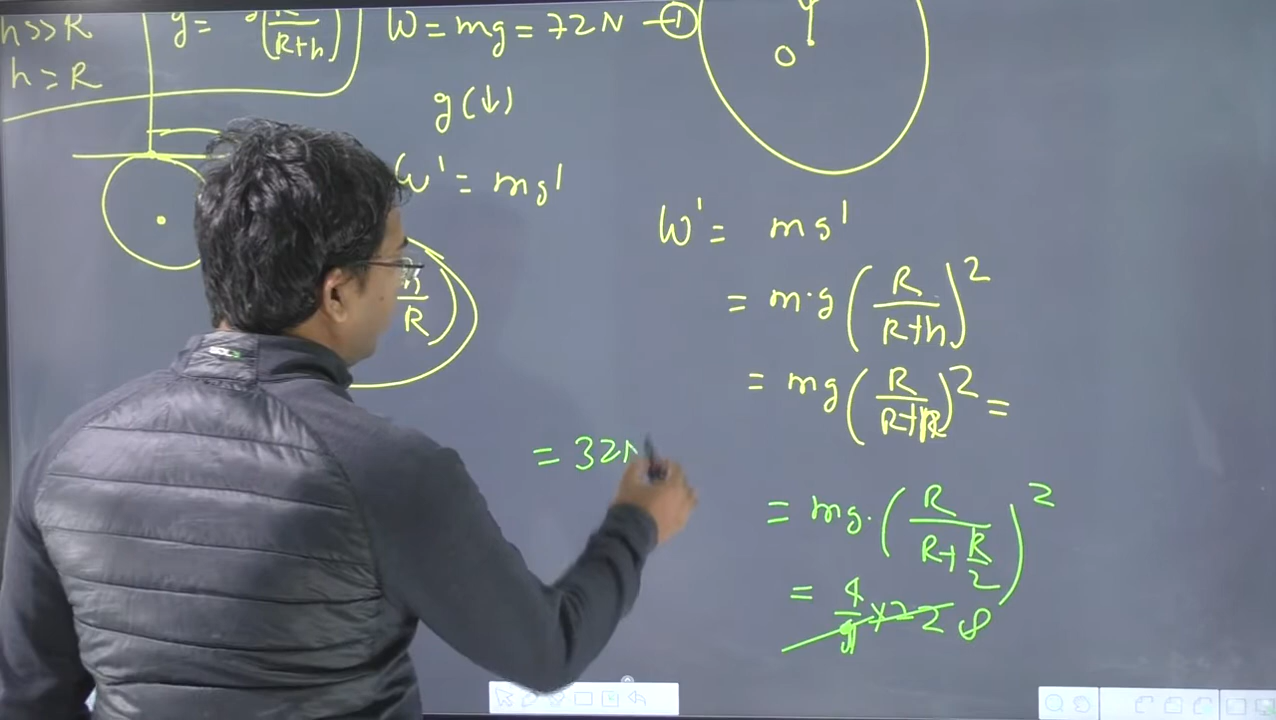 h>>R
h = R
g = g(R/R+h)
W = mg = 72N —①
g(↓)
W' = mg'
R
O
W' = mg'
= m·g (R/R+h)²
= mg (R/R+R)² =
= 32N
= mg·(R/R+R/2)²
= 4/9 × 72 8